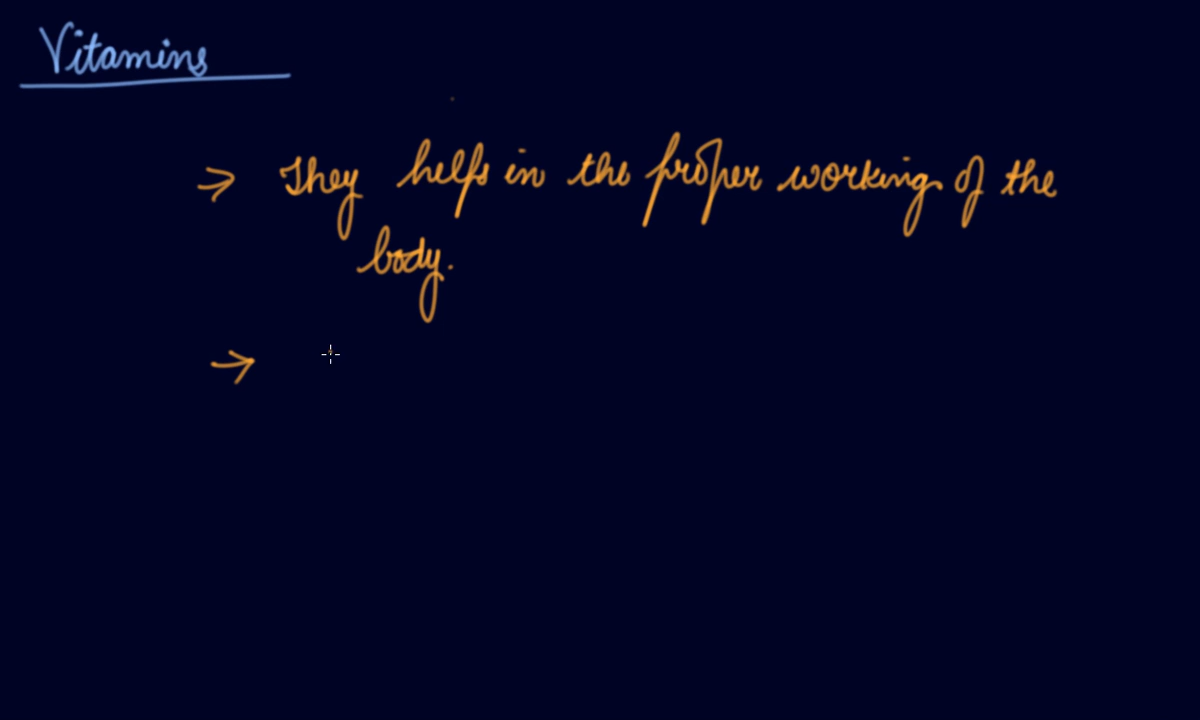 Vitamins
→ They helps in the proper working of the
body.
→